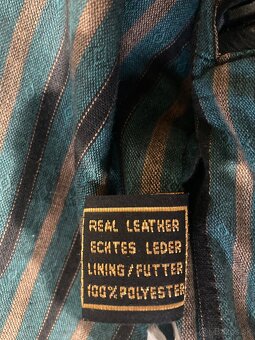 REAL LEATHER
ECHTES LEDER
LINING/FUTTER
100% POLYESTER